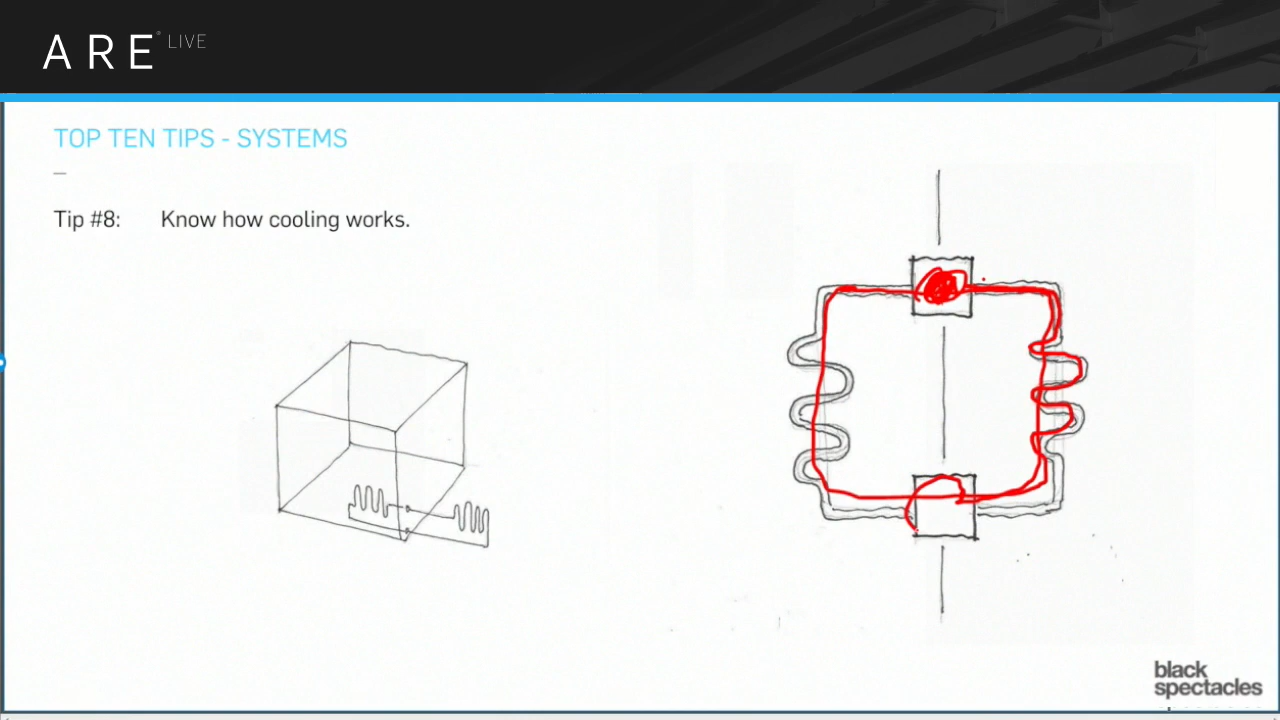 ARE® LIVE
TOP TEN TIPS - SYSTEMS
—
Tip #8: Know how cooling works.
black
spectacles